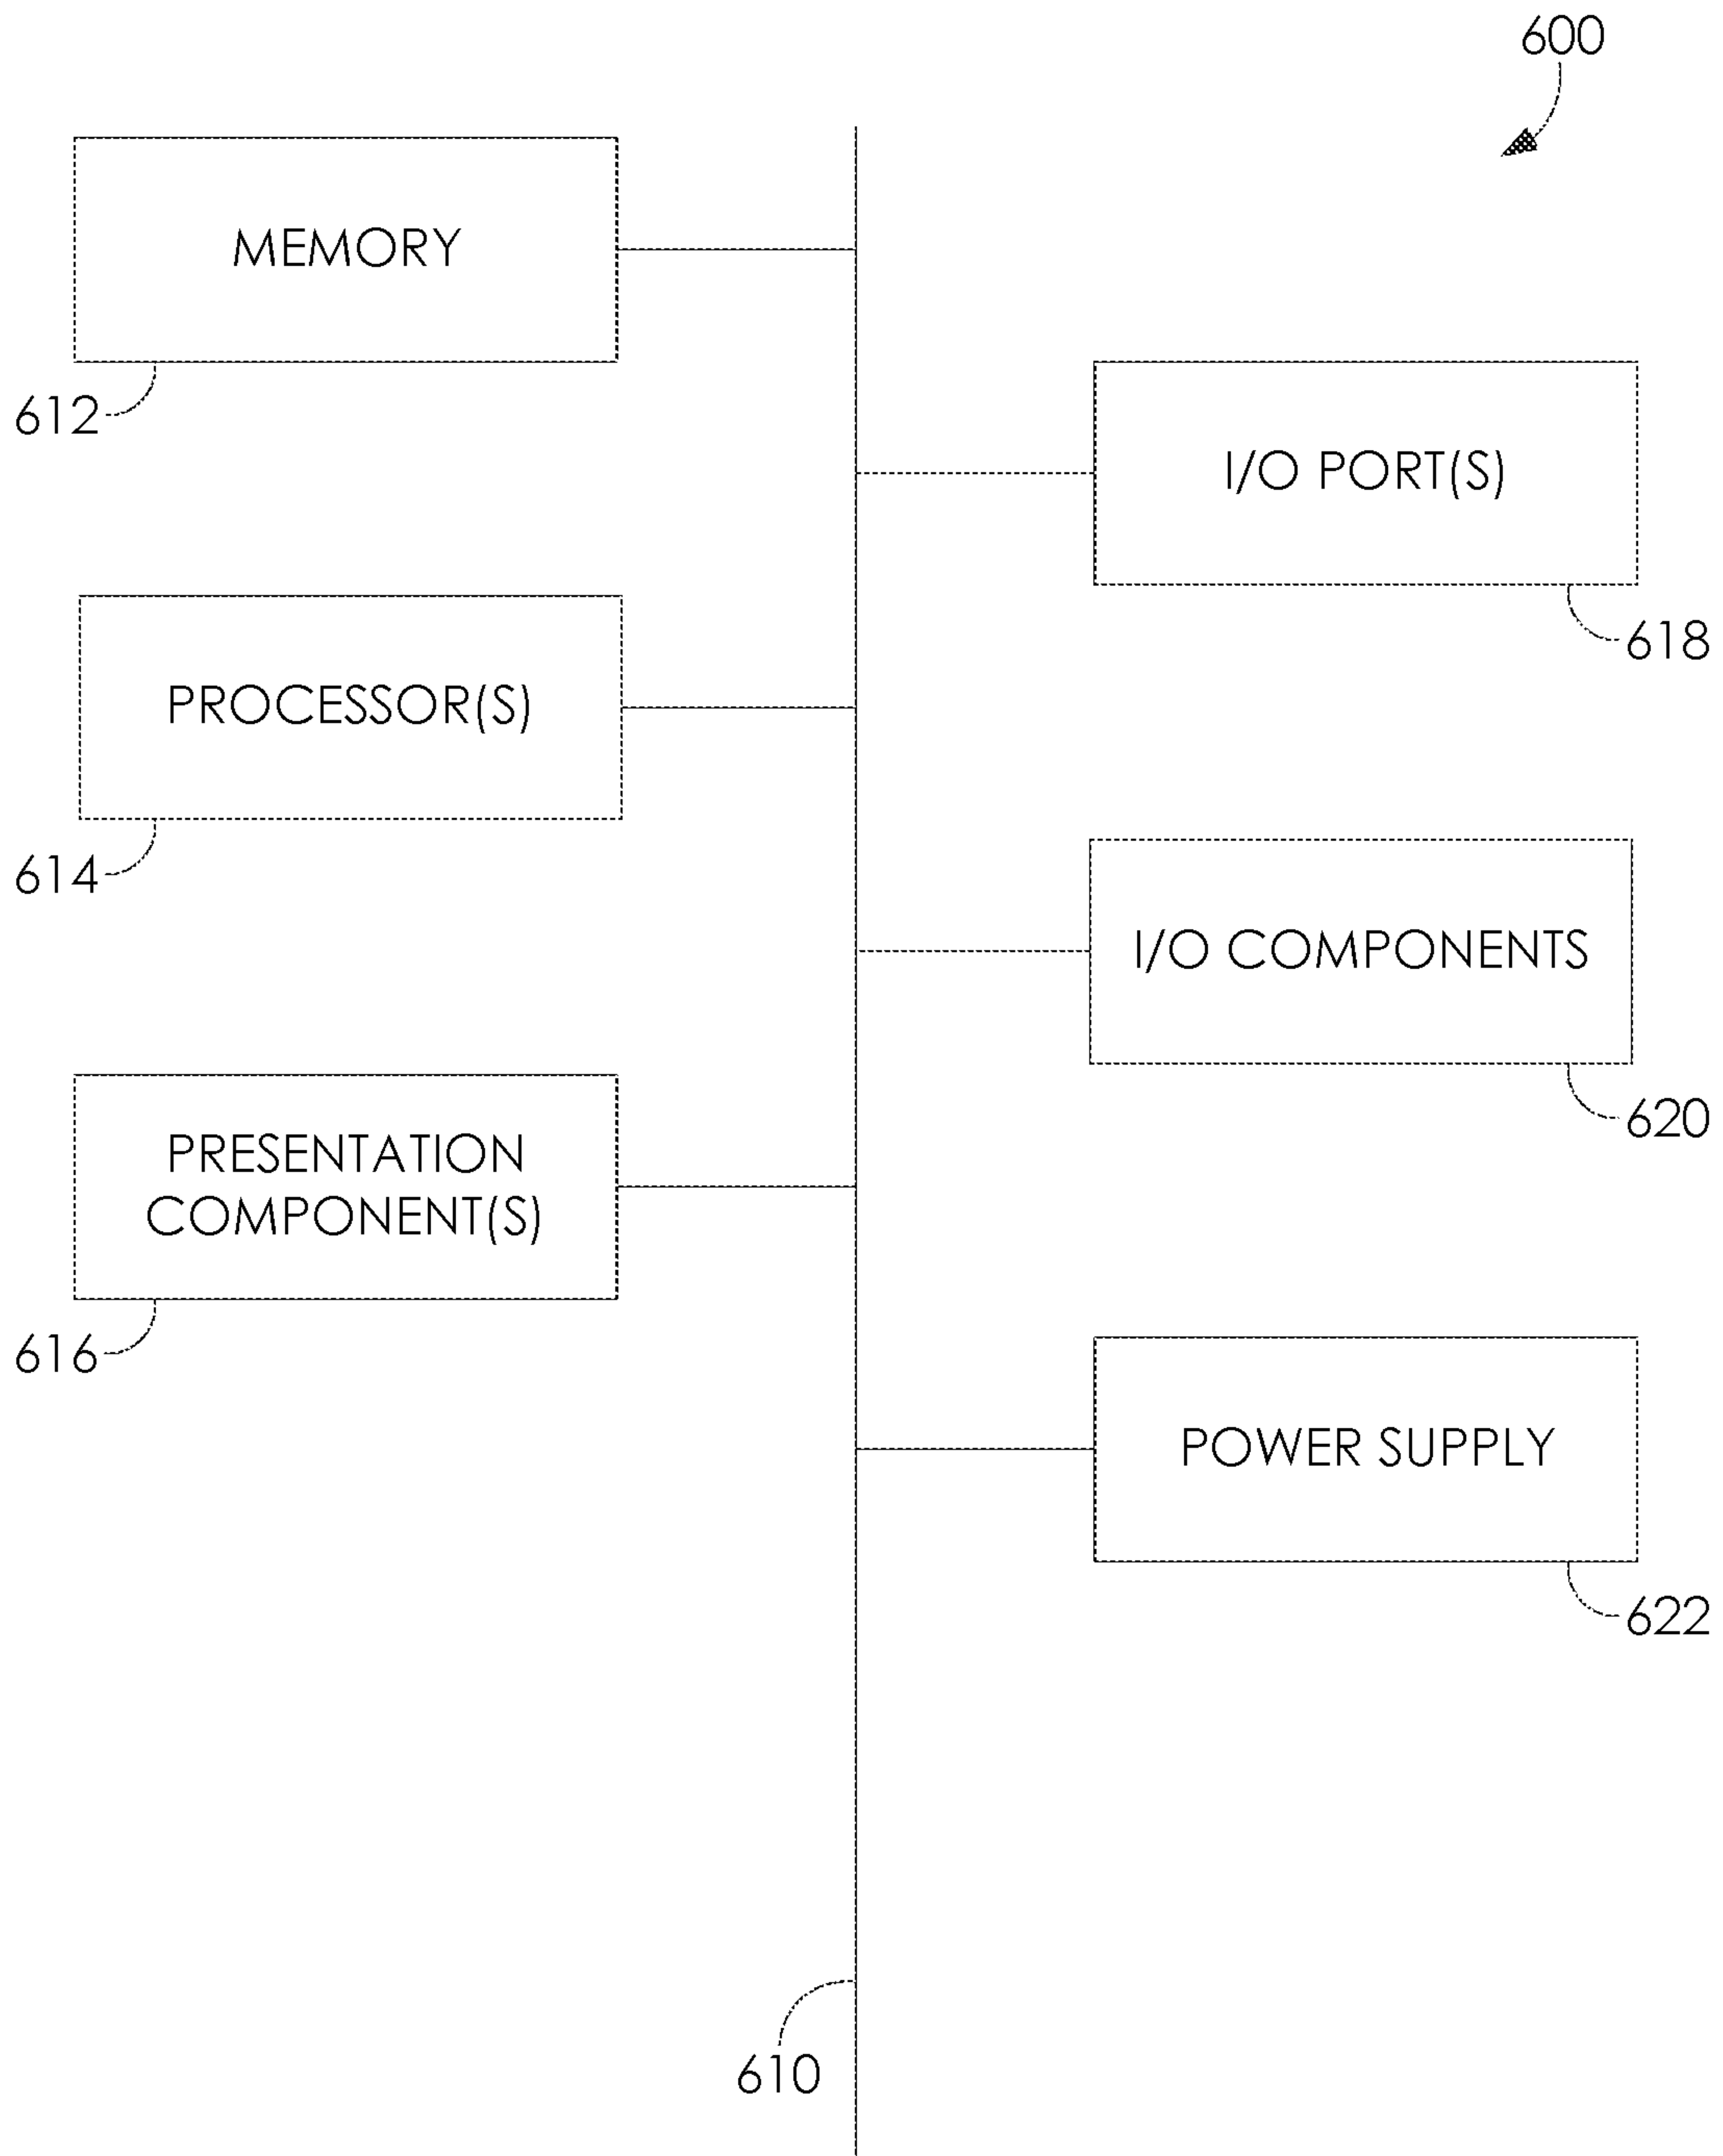 600
MEMORY
612
I/O PORT(S)
618
PROCESSOR(S)
614
I/O COMPONENTS
620
PRESENTATION
COMPONENT(S)
616
POWER SUPPLY
622
610